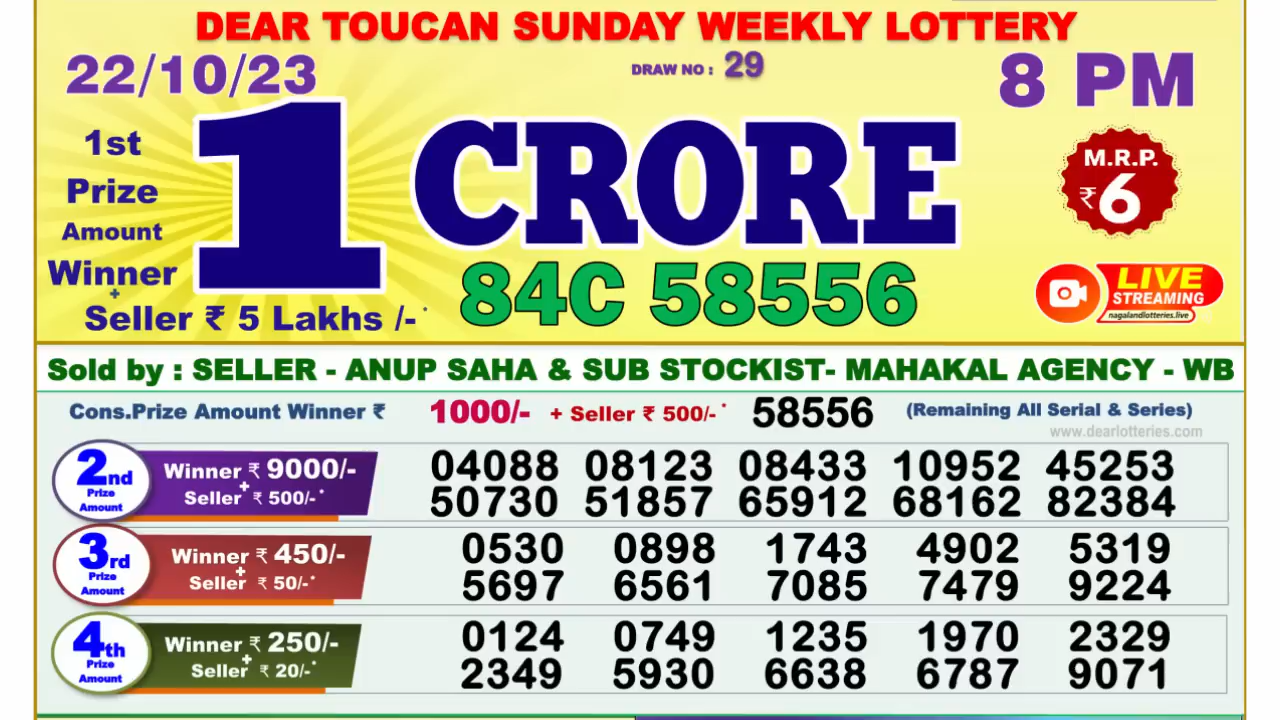 DEAR TOUCAN SUNDAY WEEKLY LOTTERY
22/10/23
DRAW NO : 29
8 PM
1st
Prize
Amount
Winner
+
Seller ₹ 5 Lakhs /- *
1 CRORE
84C 58556
M.R.P.
₹ 6
LIVE
STREAMING
nagalandlotteries.live
Sold by : SELLER - ANUP SAHA & SUB STOCKIST- MAHAKAL AGENCY - WB
Cons.Prize Amount Winner ₹ 1000/- + Seller ₹ 500/- * 58556 (Remaining All Serial & Series)
www.dearlotteries.com
2nd
Prize
Amount
Winner ₹ 9000/-
+
Seller ₹ 500/- *
04088 08123 08433 10952 45253
50730 51857 65912 68162 82384
3rd
Prize
Amount
Winner ₹ 450/-
+
Seller ₹ 50/- *
0530 0898 1743 4902 5319
5697 6561 7085 7479 9224
4th
Prize
Amount
Winner ₹ 250/-
+
Seller ₹ 20/- *
0124 0749 1235 1970 2329
2349 5930 6638 6787 9071